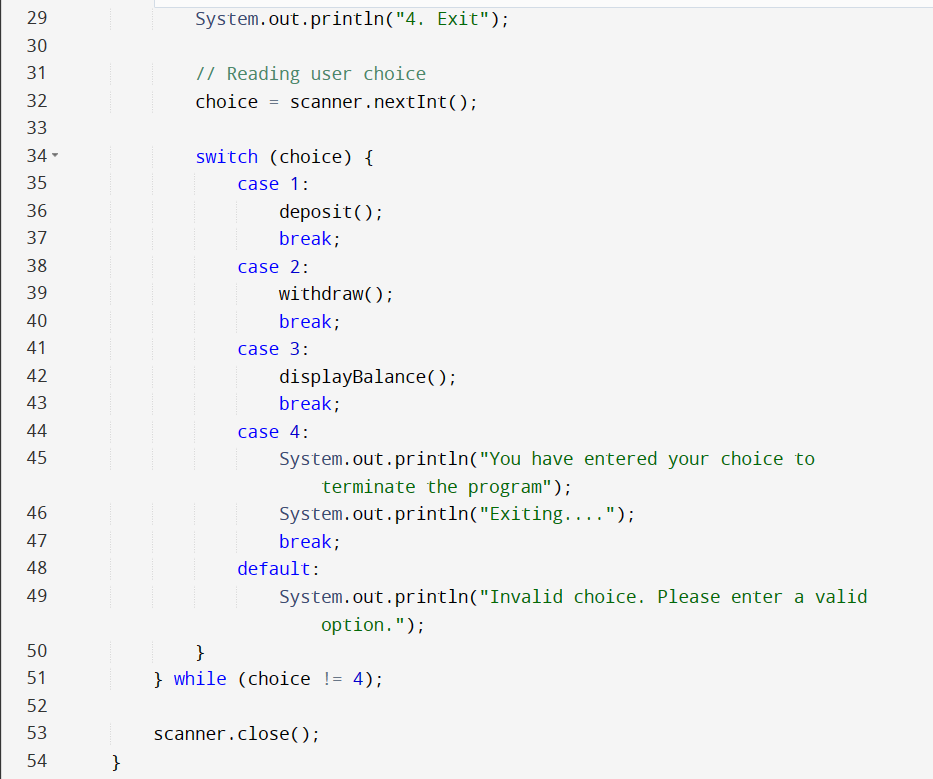 29 System.out.println("4. Exit");
30
31 // Reading user choice
32 choice = scanner.nextInt();
33
34 switch (choice) {
35 case 1:
36 deposit();
37 break;
38 case 2:
39 withdraw();
40 break;
41 case 3:
42 displayBalance();
43 break;
44 case 4:
45 System.out.println("You have entered your choice to
terminate the program");
46 System.out.println("Exiting....");
47 break;
48 default:
49 System.out.println("Invalid choice. Please enter a valid
option.");
50 }
51 } while (choice != 4);
52
53 scanner.close();
54 }